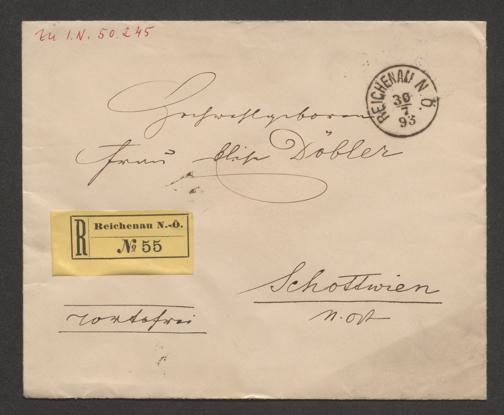 Zu I.N. 50.245
REICHENAU N.Ö.
30
7
93
Hochwohlgeboren
Frau Elise Döbler
R
Reichenau N.-Ö.
№ 55
Schottwien
N. Öst
portofrei